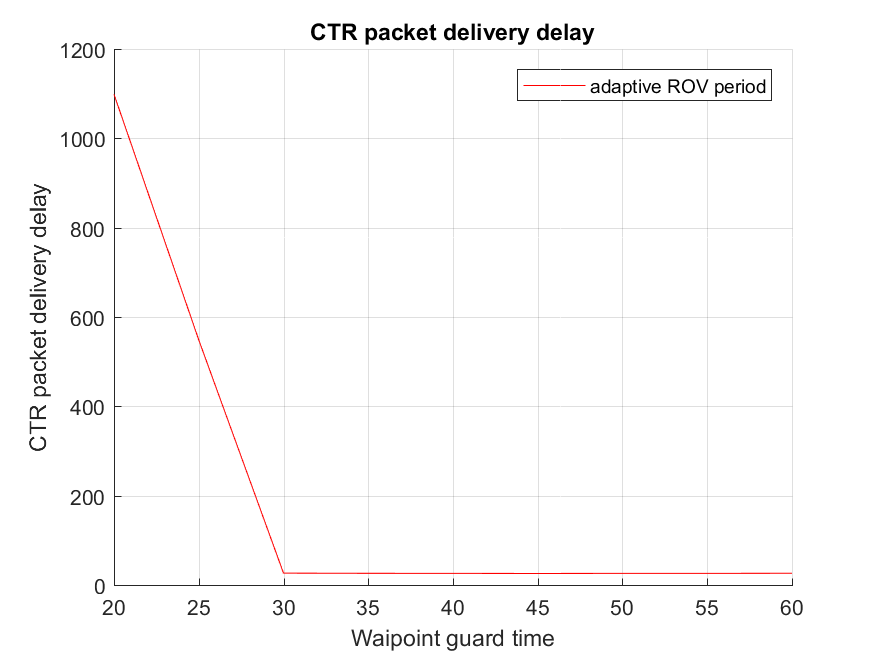 CTR packet delivery delay
adaptive ROV period
CTR packet delivery delay
1200
1000
800
600
400
200
0
20 25 30 35 40 45 50 55 60
Waipoint guard time